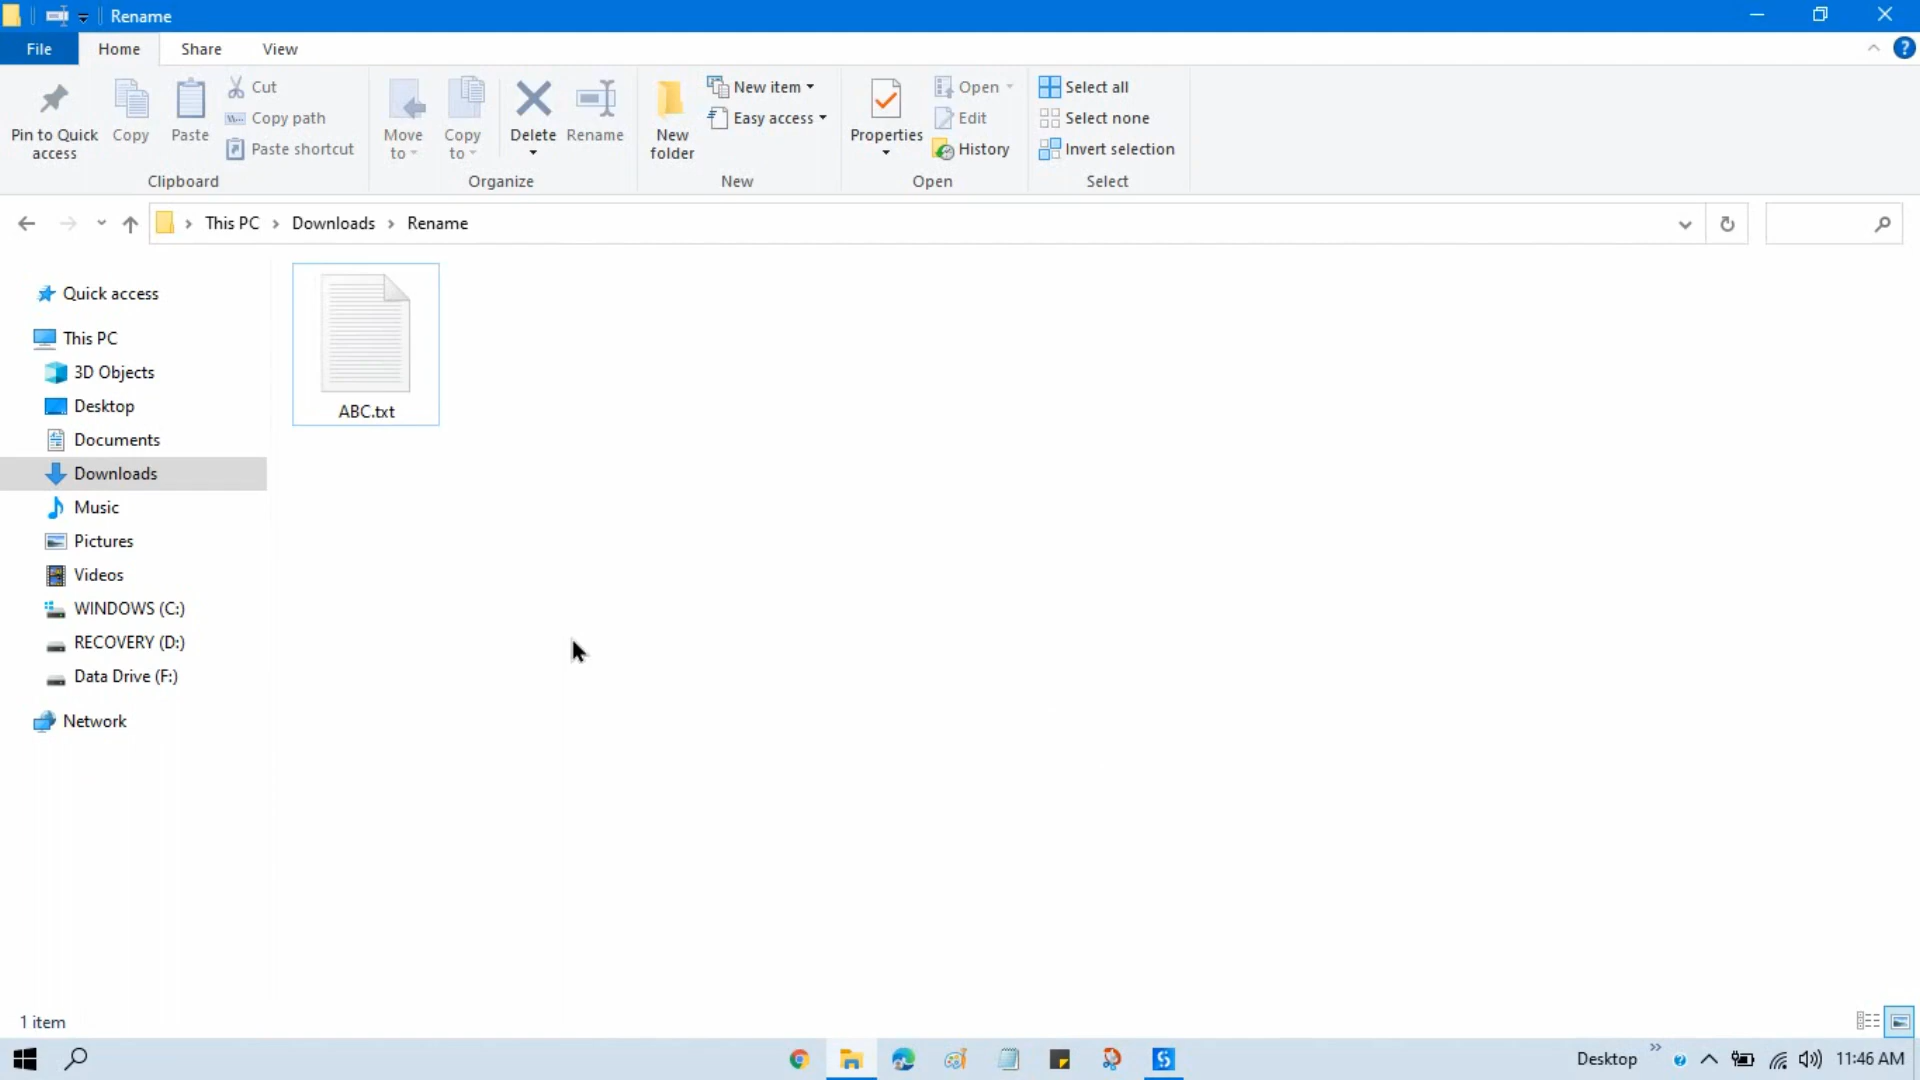 Rename
File Home Share View
Pin to Quick access
Copy
Paste
Cut
Copy path
Paste shortcut
Clipboard
Move to
Copy to
Delete
Rename
Organize
New folder
New item
Easy access
New
Properties
Open
Edit
History
Open
Select all
Select none
Invert selection
Select
This PC > Downloads > Rename
Quick access
This PC
3D Objects
Desktop
Documents
Downloads
Music
Pictures
Videos
WINDOWS (C:)
RECOVERY (D:)
Data Drive (F:)
Network
ABC.txt
1 item
Desktop
11:46 AM